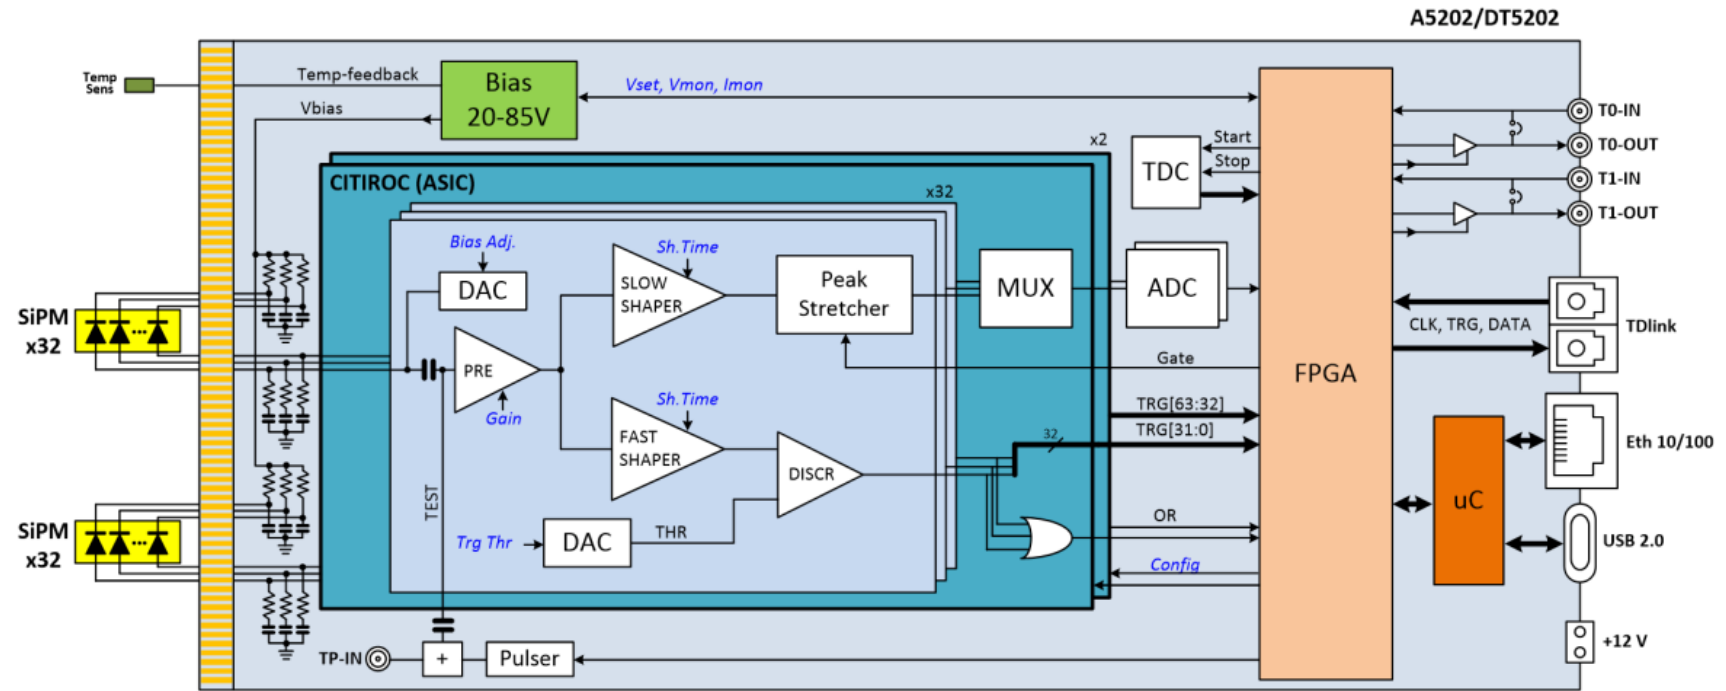 A5202/DT5202
Temp
Sens
Temp-feedback
Bias
20-85V
Vset, Vmon, Imon
Vbias
T0-IN
T0-OUT
T1-IN
T1-OUT
x2
Start
Stop
TDC
CITIROC (ASIC)
x32
Bias Adj.
DAC
Sh.Time
SLOW
SHAPER
Peak
Stretcher
MUX
ADC
SiPM
x32
CLK, TRG, DATA
TDlink
Gate
FPGA
PRE
Gain
Sh.Time
TRG[63:32]
TRG[31:0]
32
FAST
SHAPER
DISCR
Eth 10/100
uC
TEST
Trg Thr
DAC
THR
OR
SiPM
x32
USB 2.0
Config
TP-IN
+
Pulser
+12 V